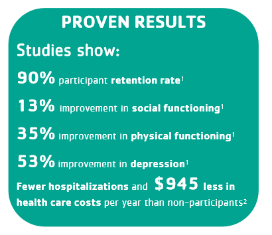 PROVEN RESULTS
Studies show:
90% participant retention rate¹
13% improvement in social functioning¹
35% improvement in physical functioning¹
53% improvement in depression¹
Fewer hospitalizations and $945 less in
health care costs per year than non-participants²